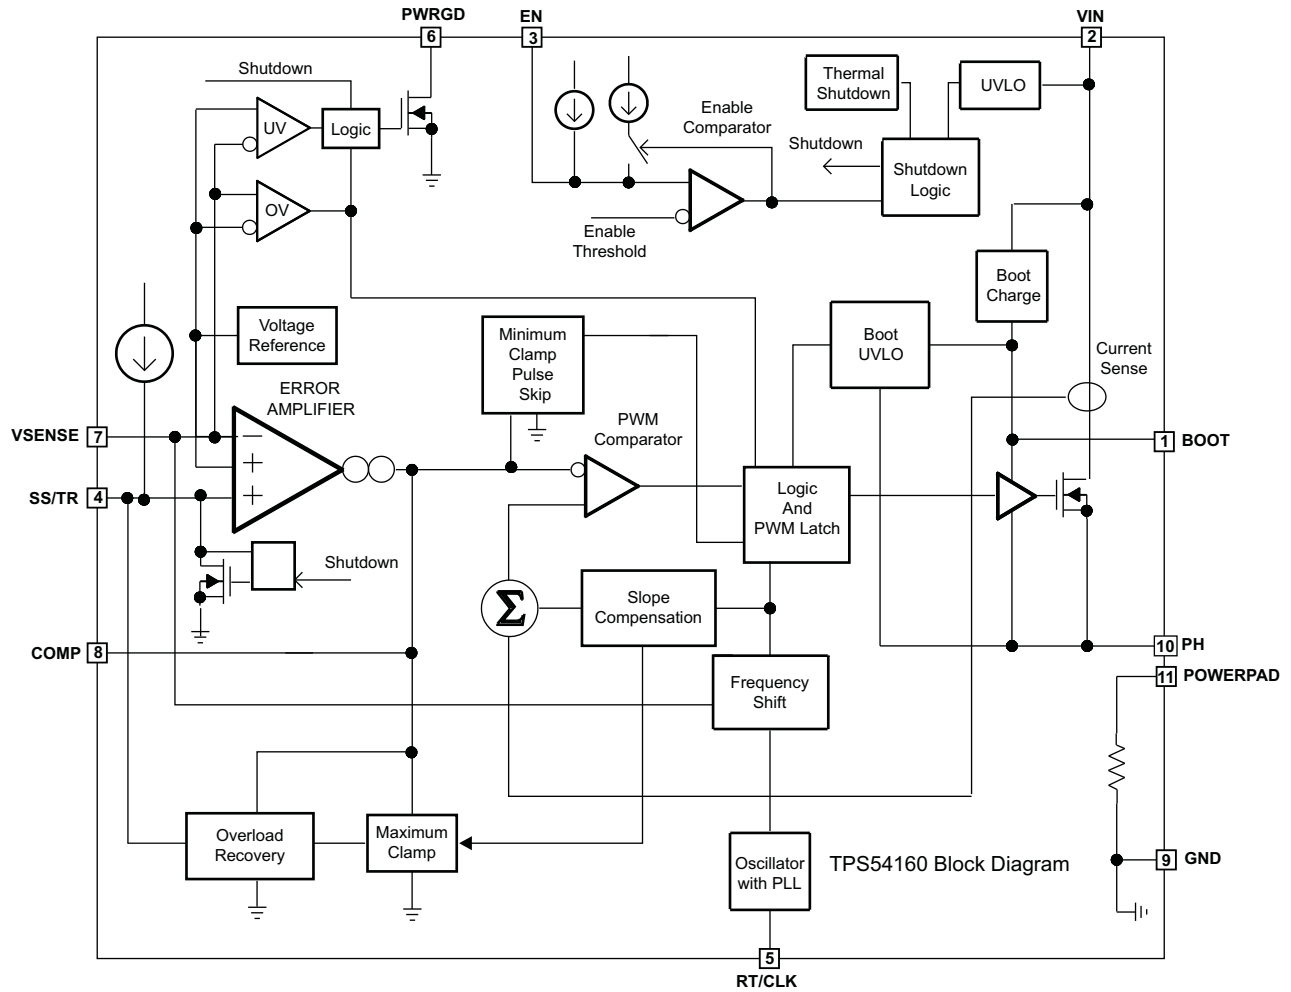 PWRGD
EN
VIN
6
3
2
Shutdown
Thermal
Shutdown
UVLO
Enable
Comparator
UV
Logic
Shutdown
Shutdown
Logic
OV
Enable
Threshold
Boot
Charge
Voltage
Reference
Minimum
Clamp
Pulse
Skip
Boot
UVLO
Current
Sense
ERROR
AMPLIFIER
PWM
Comparator
VSENSE
7
1
BOOT
SS/TR
4
Logic
And
PWM Latch
Shutdown
Σ
Slope
Compensation
COMP
8
10
PH
11
POWERPAD
Frequency
Shift
Overload
Recovery
Maximum
Clamp
Oscillator
with PLL
TPS54160 Block Diagram
9
GND
5
RT/CLK